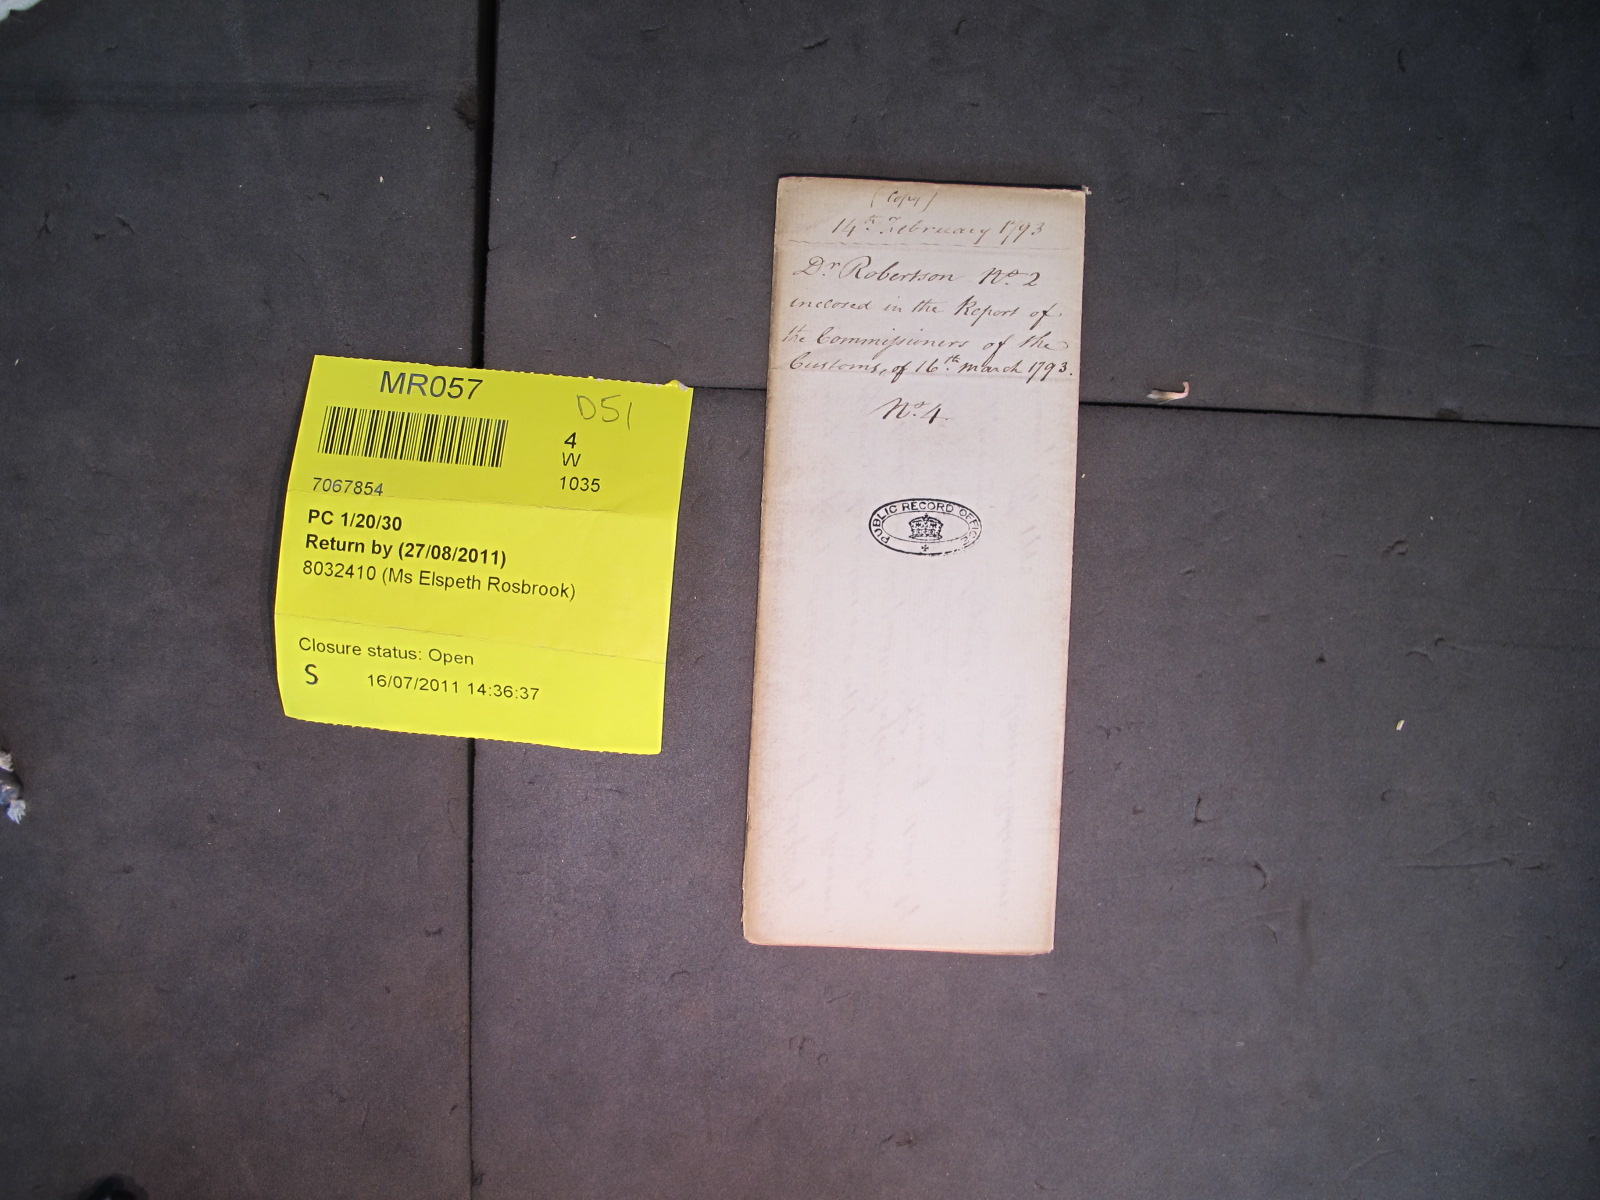 MR057
D51
4
W
7067854
1035
PC 1/20/30
Return by (27/08/2011)
8032410 (Ms Elspeth Rosbrook)
Closure status: Open
S 16/07/2011 14:36:37
(Copy)
14th February 1793
Dr Robertson No 2
enclosed in the Report of
the Commissioners of the
Customs, of 16th March 1793.
No. 4
PUBLIC RECORD OFFICE